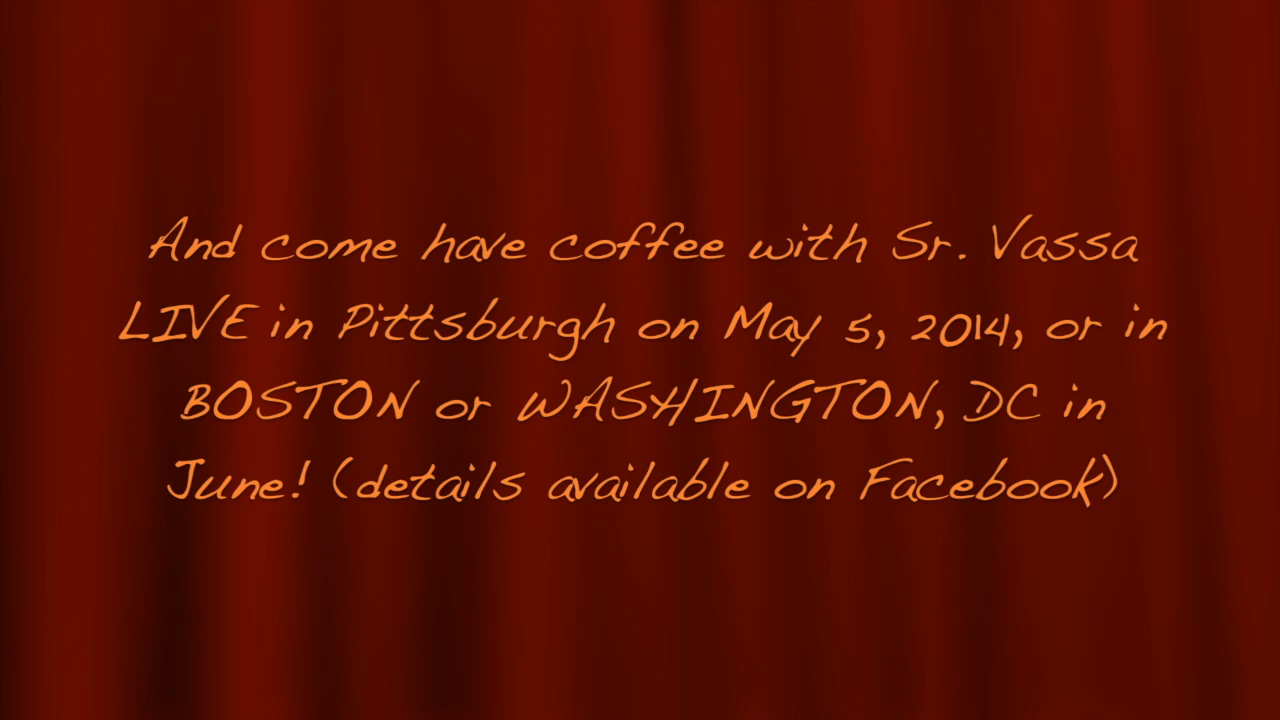 And come have coffee with Sr. Vassa
LIVE in Pittsburgh on May 5, 2014, or in
BOSTON or WASHINGTON, DC in
June! (details available on Facebook)